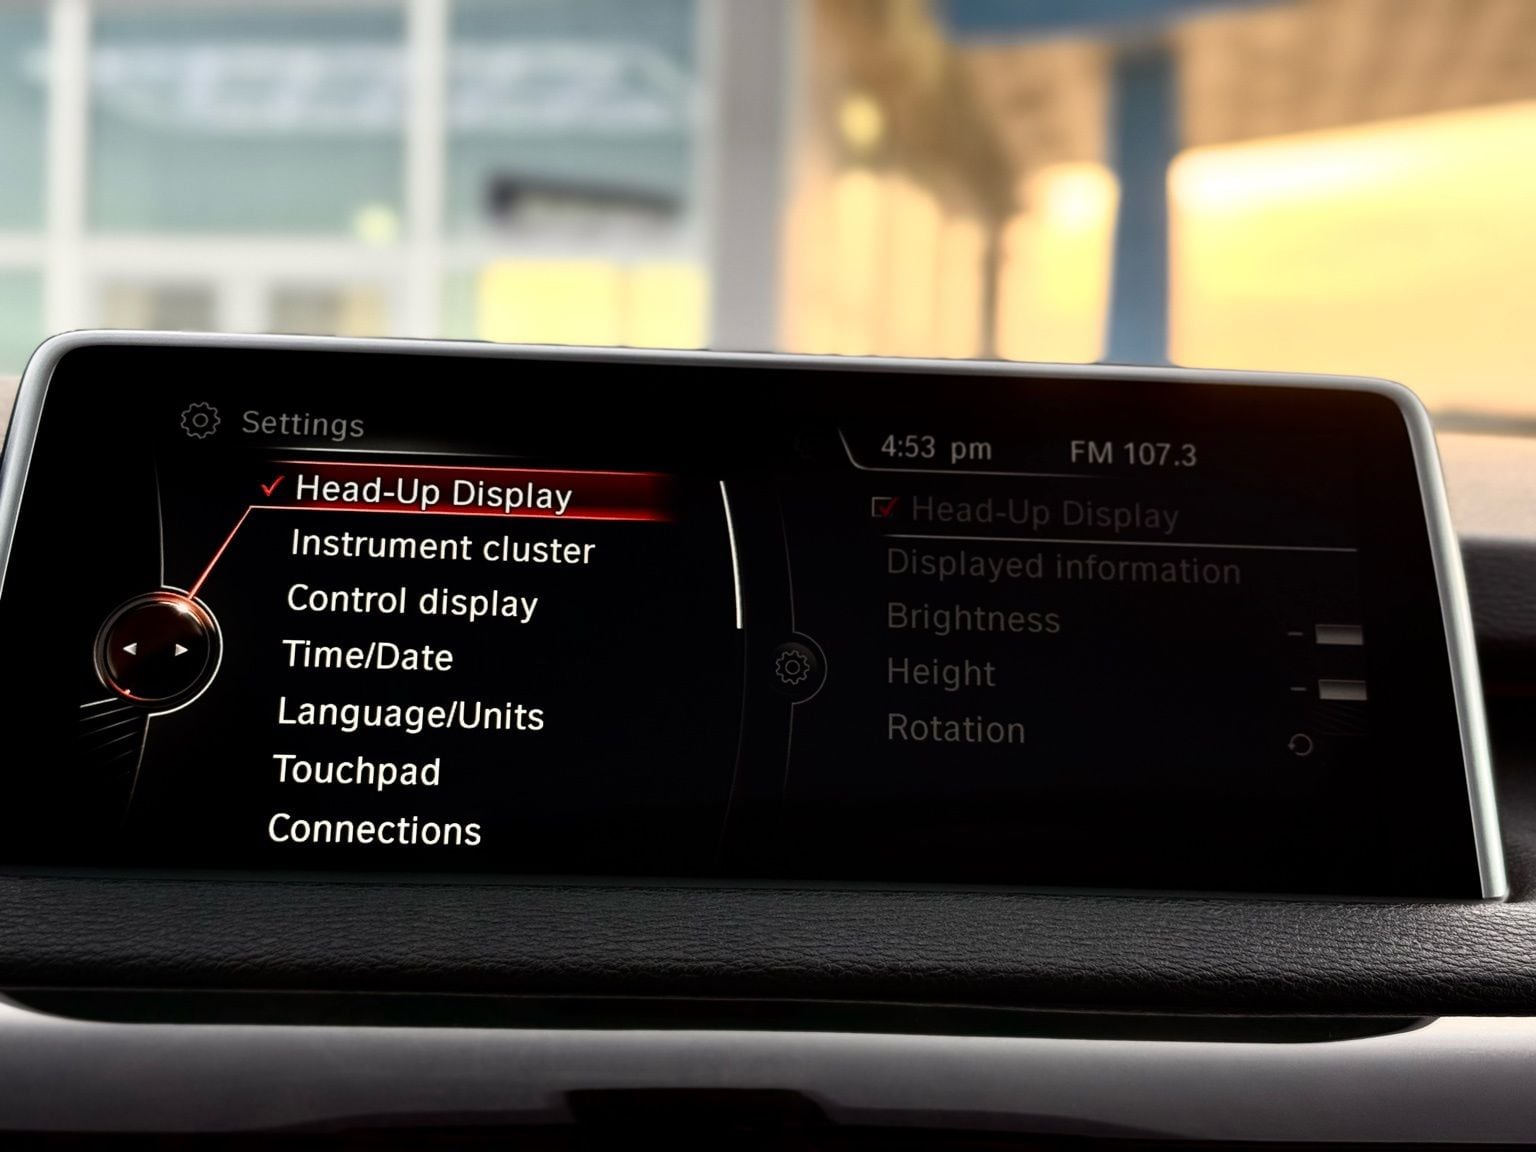 Settings
Head-Up Display
Instrument cluster
Control display
Time/Date
Language/Units
Touchpad
Connections
4:53 pm FM 107.3
Head-Up Display
Displayed information
Brightness
Height
Rotation